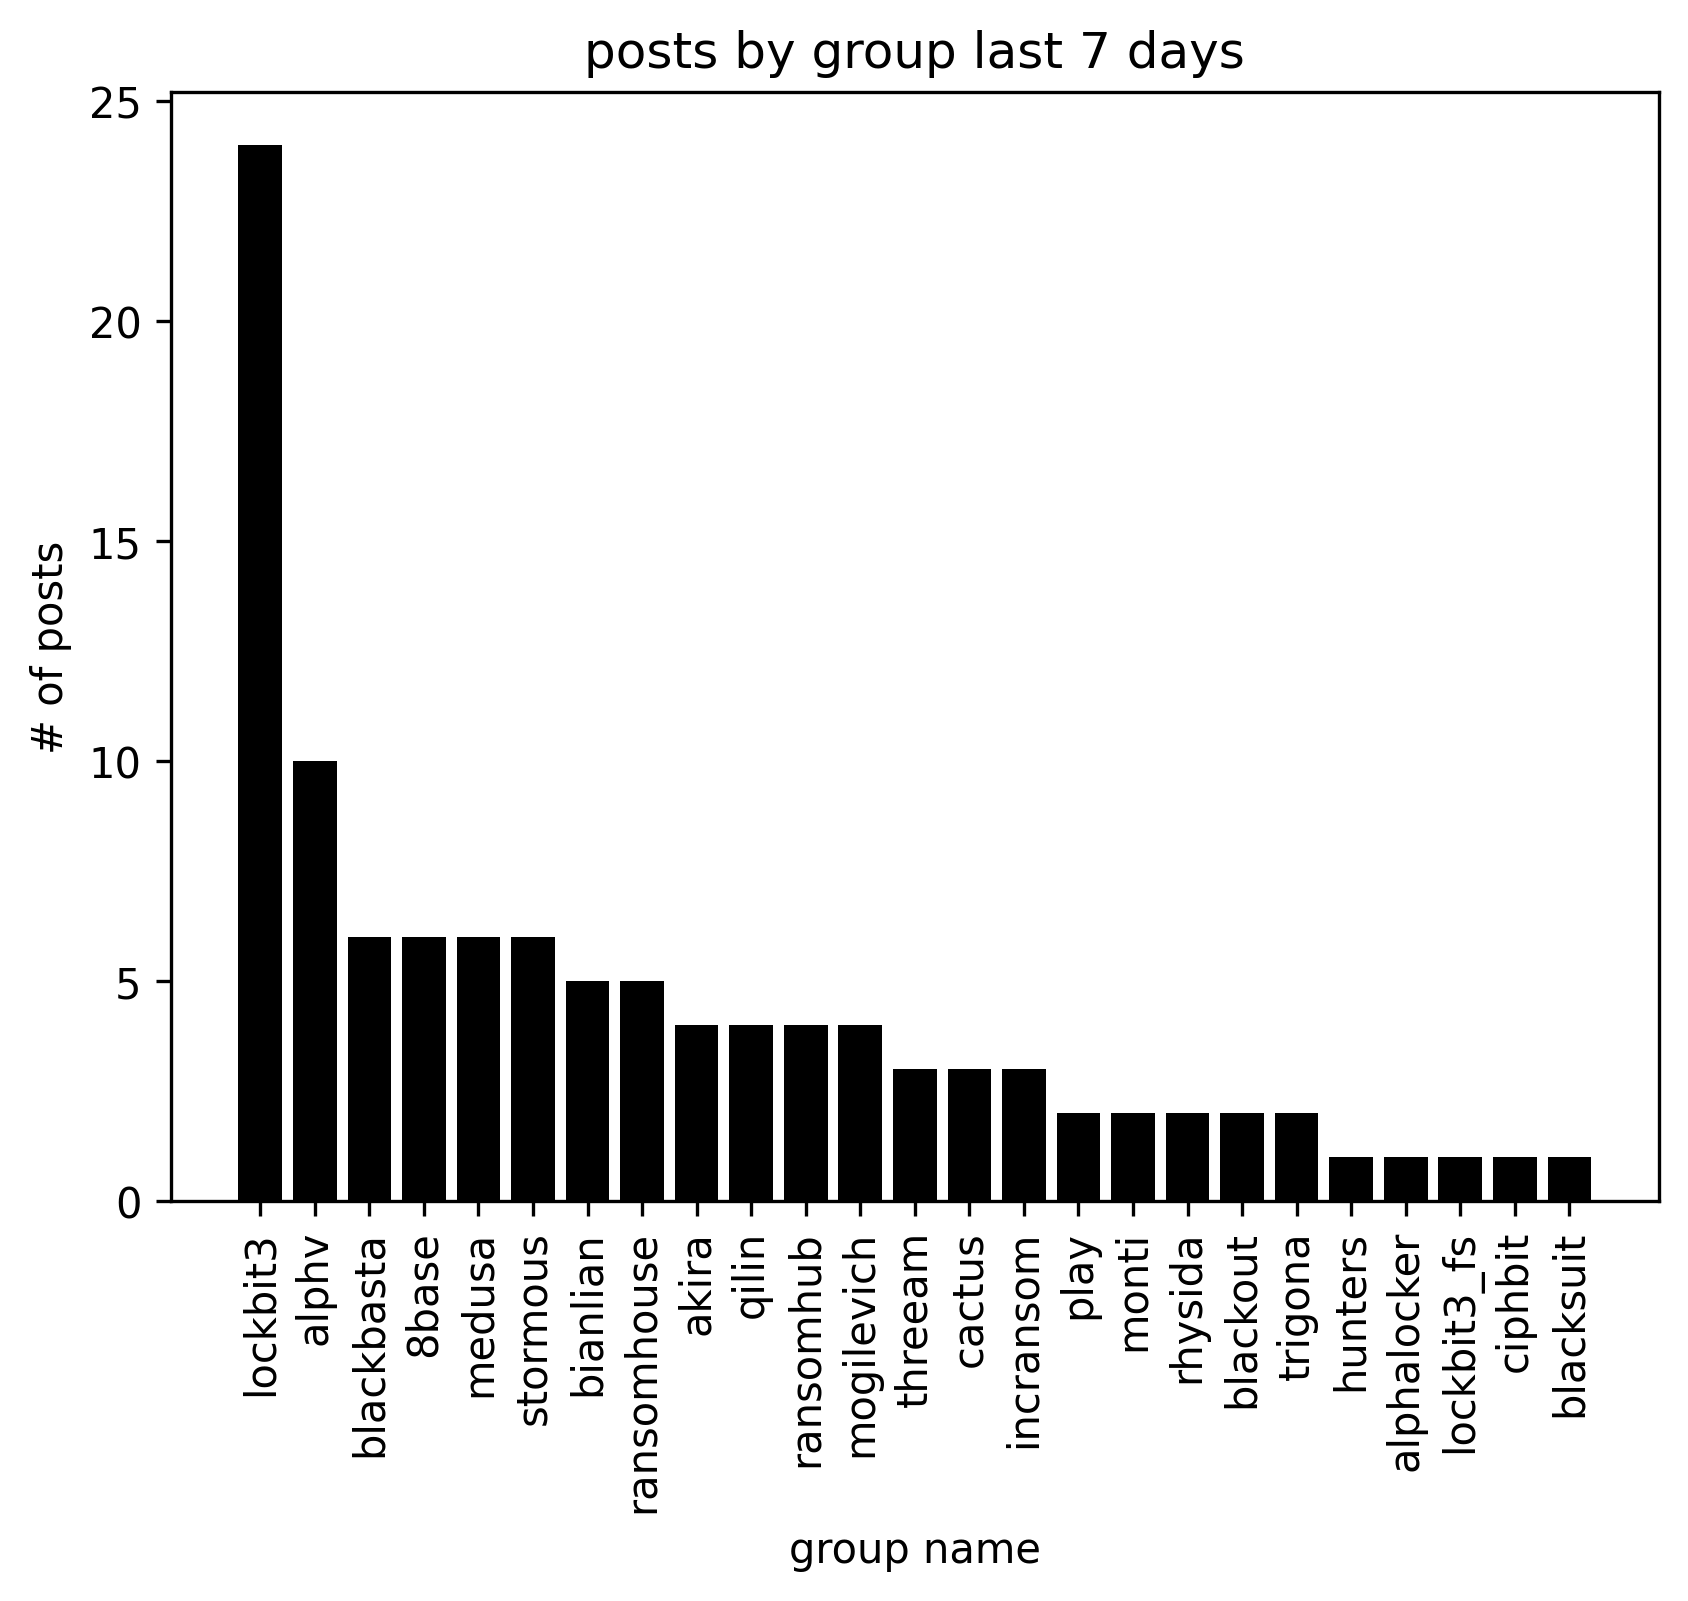 posts by group last 7 days
25
20
15
10
5
0
# of posts
lockbit3
alphv
blackbasta
8base
medusa
stormous
bianlian
ransomhouse
akira
qilin
ransomhub
mogilevich
threeam
cactus
incransom
play
monti
rhysida
blackout
trigona
hunters
alphalocker
lockbit3_fs
ciphbit
blacksuit
group name